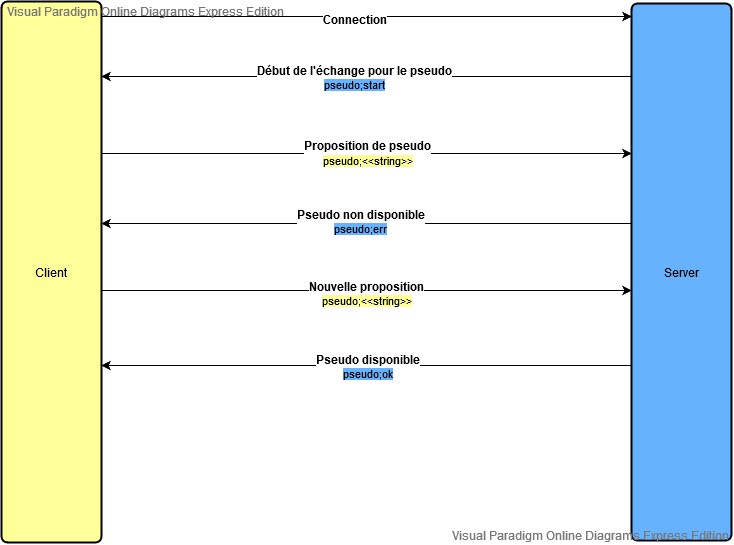 Visual Paradigm Online Diagrams Express Edition
Connection
Début de l'échange pour le pseudo
pseudo;start
Proposition de pseudo
pseudo;<<string>>
Pseudo non disponible
pseudo;err
Client
Server
Nouvelle proposition
pseudo;<<string>>
Pseudo disponible
pseudo;ok
Visual Paradigm Online Diagrams Express Edition